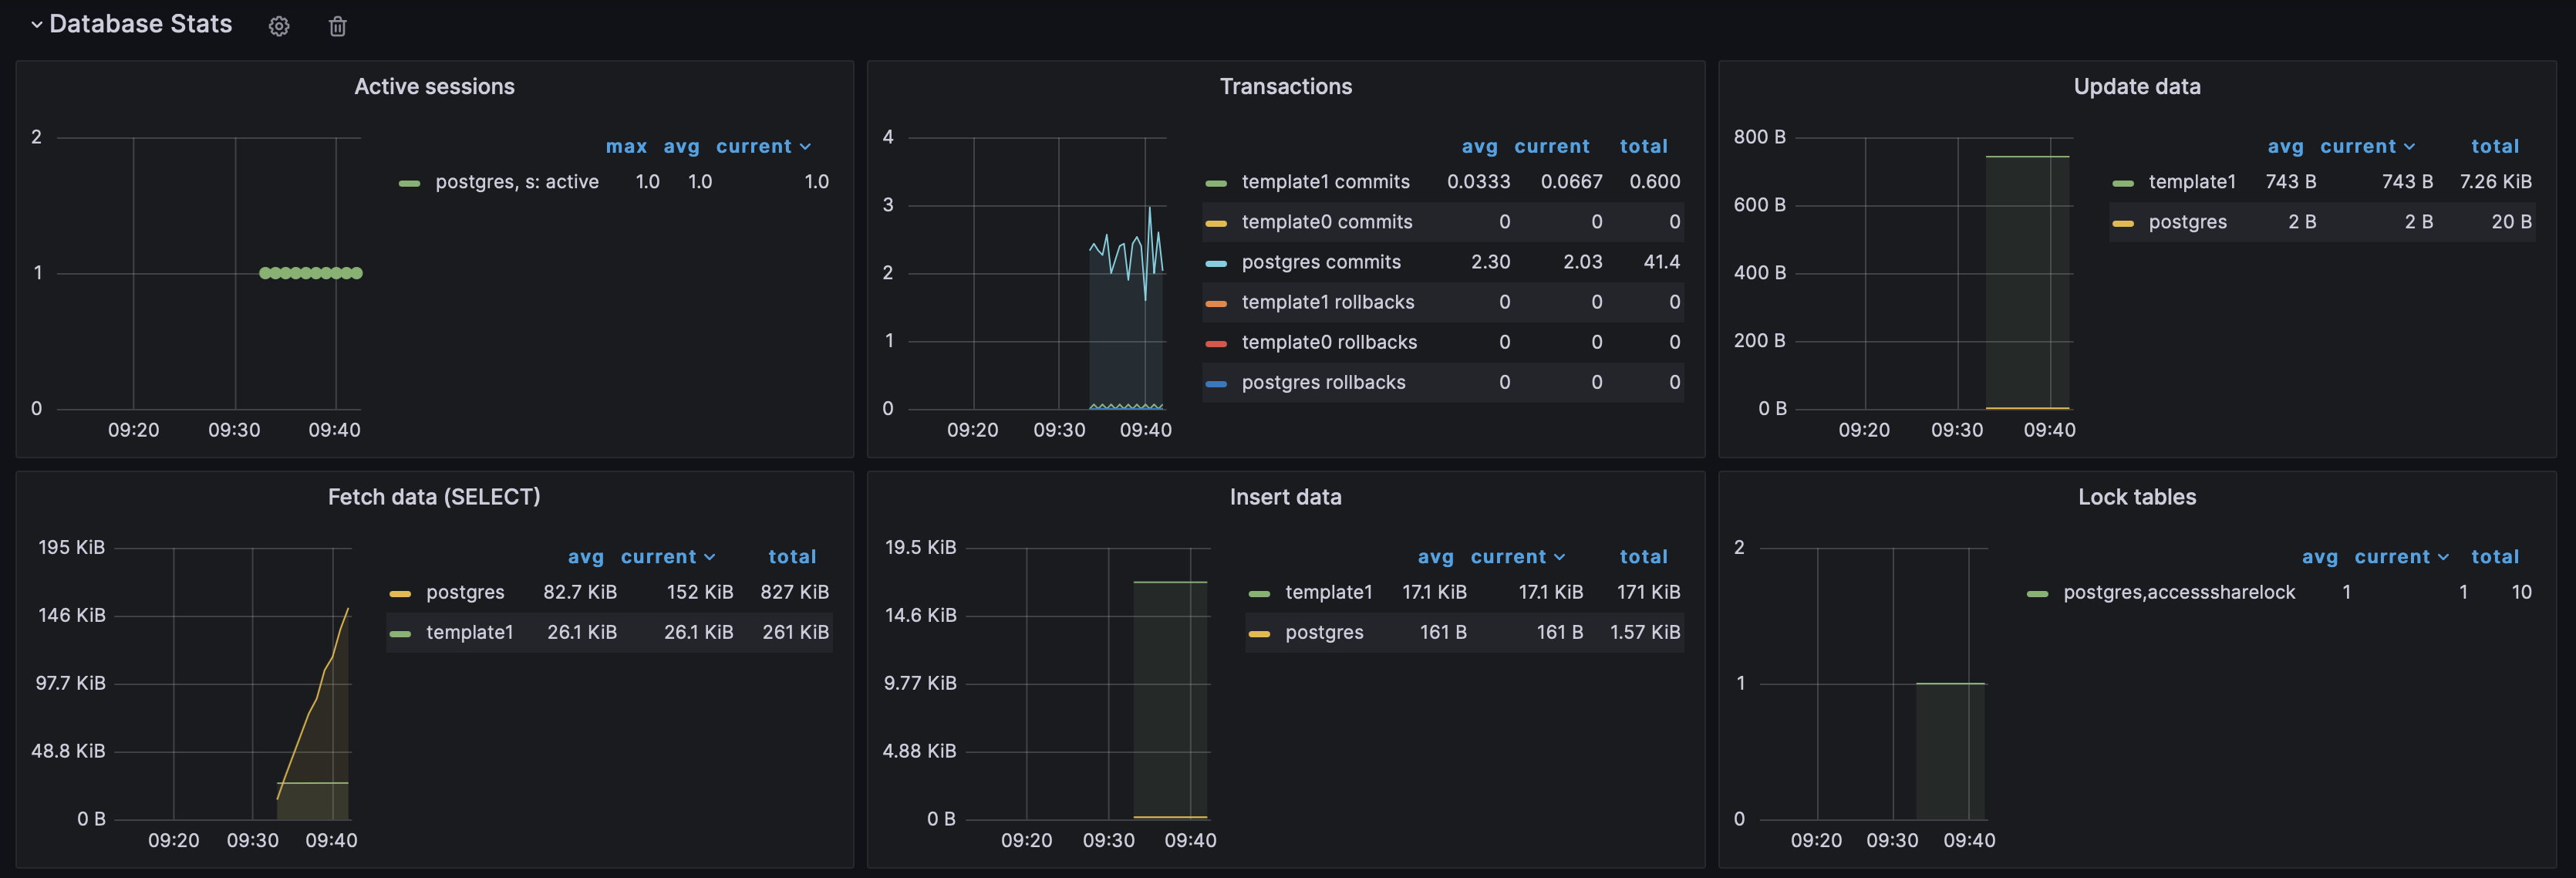 Database Stats
Active sessions
2
1
0
09:20 09:30 09:40
max avg current
postgres, s: active 1.0 1.0 1.0
Transactions
4
3
2
1
0
09:20 09:30 09:40
avg current total
template1 commits 0.0333 0.0667 0.600
template0 commits 0 0 0
postgres commits 2.30 2.03 41.4
template1 rollbacks 0 0 0
template0 rollbacks 0 0 0
postgres rollbacks 0 0 0
Update data
800 B
600 B
400 B
200 B
0 B
09:20 09:30 09:40
avg current total
template1 743 B 743 B 7.26 KiB
postgres 2 B 2 B 20 B
Fetch data (SELECT)
195 KiB
146 KiB
97.7 KiB
48.8 KiB
0 B
09:20 09:30 09:40
avg current total
postgres 82.7 KiB 152 KiB 827 KiB
template1 26.1 KiB 26.1 KiB 261 KiB
Insert data
19.5 KiB
14.6 KiB
9.77 KiB
4.88 KiB
0 B
09:20 09:30 09:40
avg current total
template1 17.1 KiB 17.1 KiB 171 KiB
postgres 161 B 161 B 1.57 KiB
Lock tables
2
1
0
09:20 09:30 09:40
avg current total
postgres,accesssharelock 1 1 10